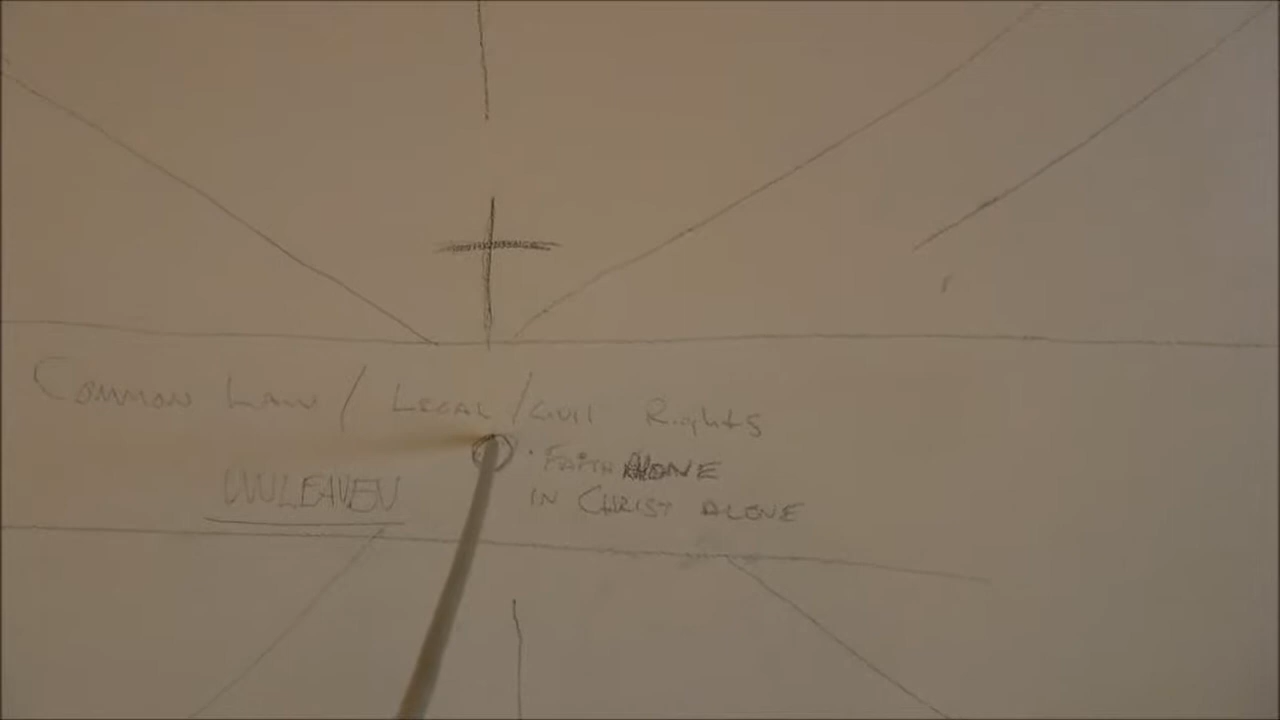 Common Law / Legal / Civil Rights
• Faith Alone
in Christ Alone
Unleaven